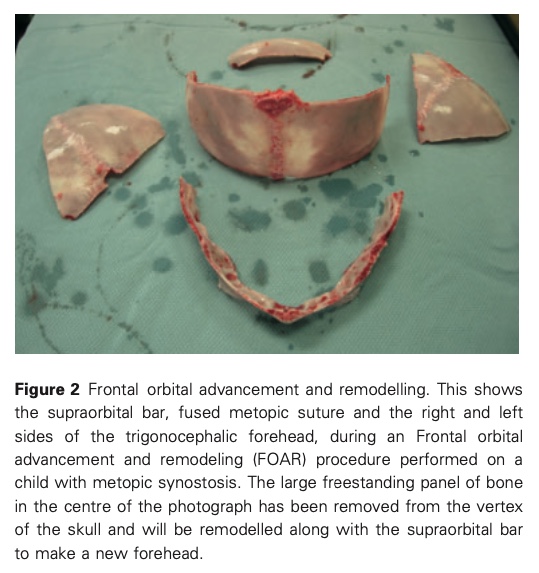 Figure 2 Frontal orbital advancement and remodelling. This shows
the supraorbital bar, fused metopic suture and the right and left
sides of the trigonocephalic forehead, during an Frontal orbital
advancement and remodeling (FOAR) procedure performed on a
child with metopic synostosis. The large freestanding panel of bone
in the centre of the photograph has been removed from the vertex
of the skull and will be remodelled along with the supraorbital bar
to make a new forehead.